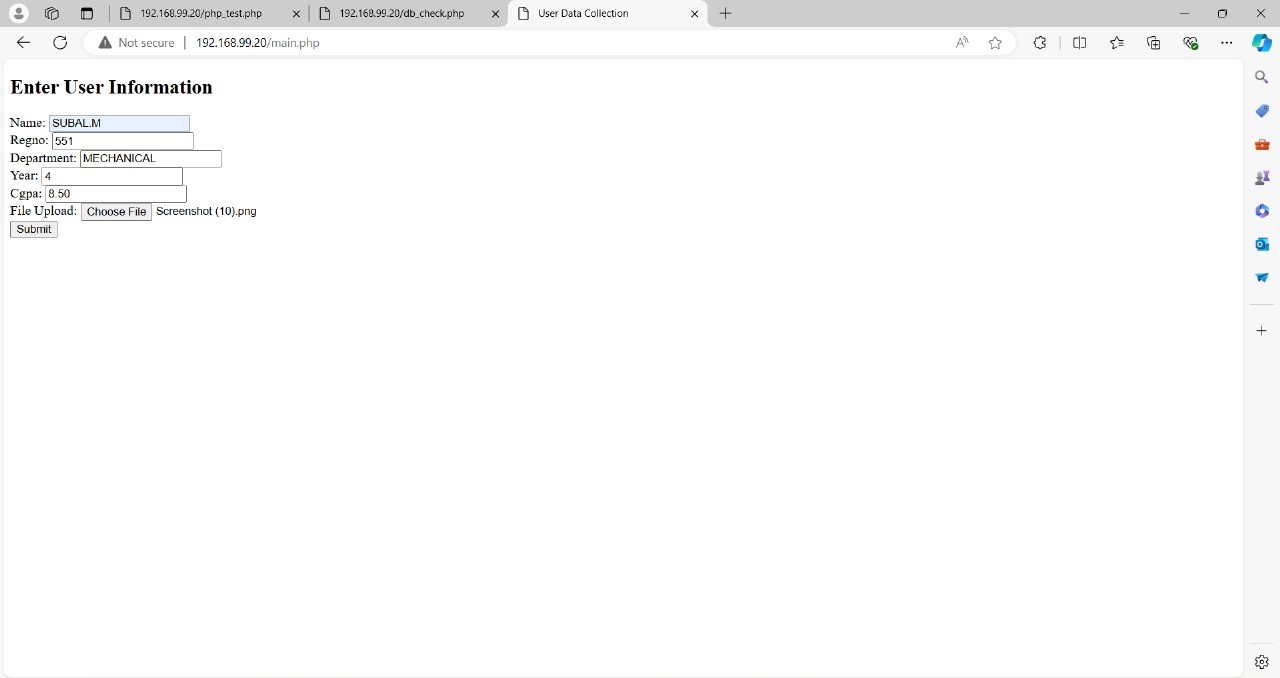 192.168.99.20/php_test.php 192.168.99.20/db_check.php User Data Collection
Not secure 192.168.99.20/main.php
Enter User Information
Name: SUBAL.M
Regno: 551
Department: MECHANICAL
Year: 4
Cgpa: 8.50
File Upload: Choose File Screenshot (10).png
Submit